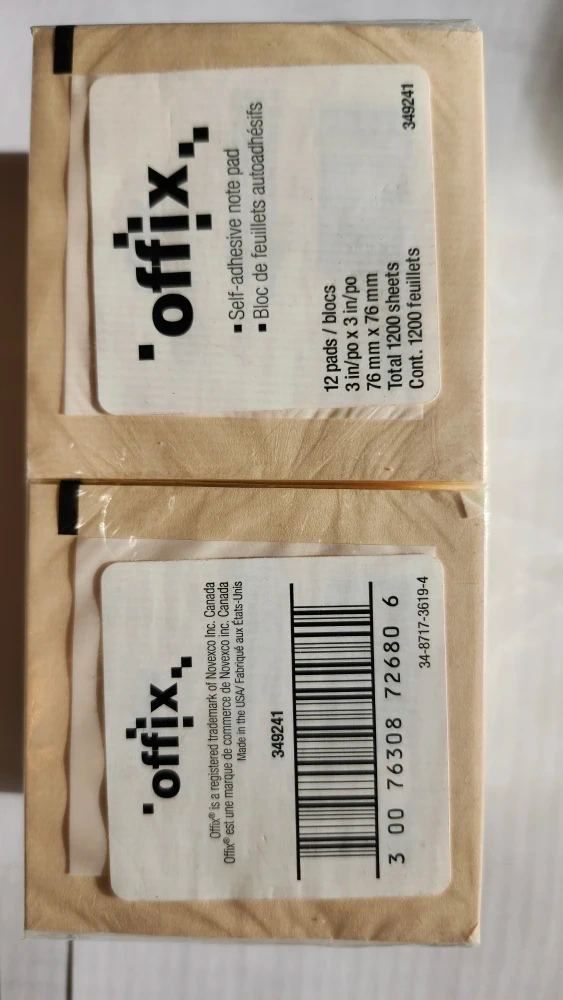 offix
▪ Self-adhesive note pad
▪ Bloc de feuillets autoadhésifs
12 pads / blocs
3 in/po x 3 in/po
76 mm x 76 mm
Total 1200 sheets
Cont. 1200 feuillets
349241
offix
Offix® is a registered trademark of Novexco Inc. Canada
Offix® est une marque de commerce de Novexco inc. Canada
Made in the USA/ Fabriqué aux États-Unis
349241
3 00 76308 72680 6
34-8717-3619-4